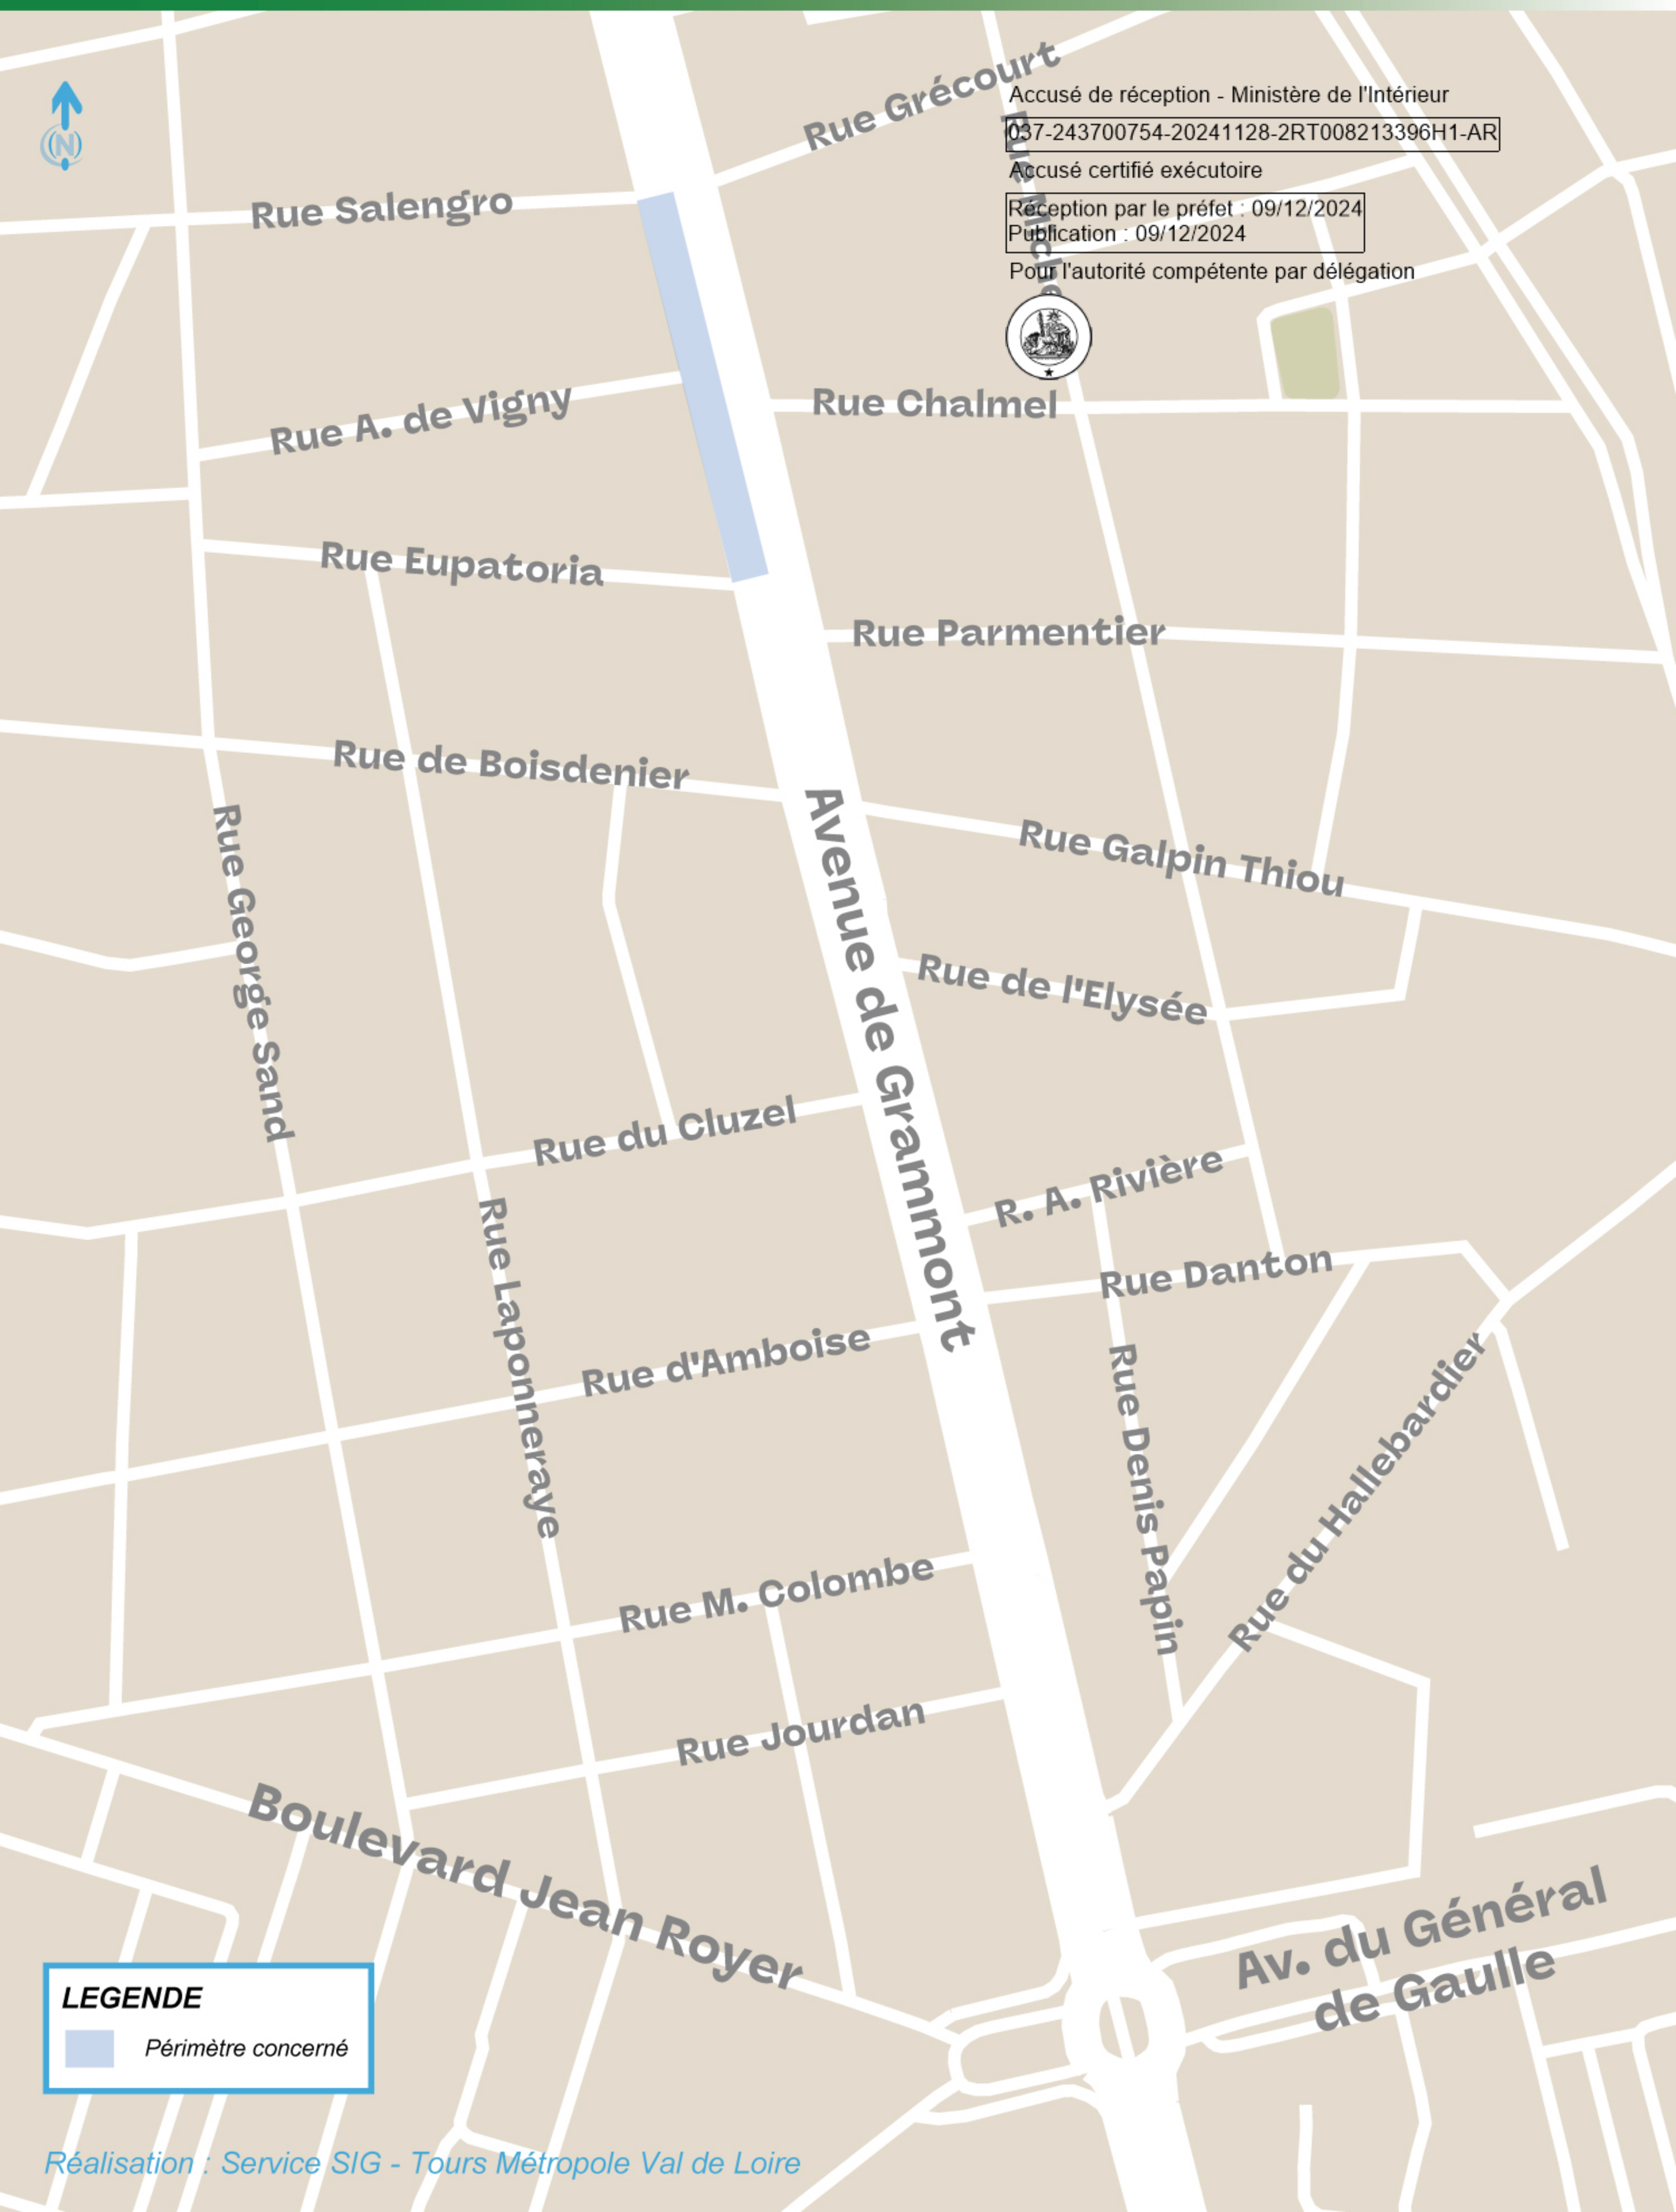 Rue Grécourt
Accusé de réception - Ministère de l'Intérieur
037-243700754-20241128-2RT008213396H1-AR
Accusé certifié exécutoire
Réception par le préfet : 09/12/2024
Publication : 09/12/2024
Pour l'autorité compétente par délégation
N
Rue Salengro
Rue A. de Vigny
Rue Chalmel
Rue Eupatoria
Rue Parmentier
Rue de Boisdenier
Rue Galpin Thiou
Rue George Sand
Avenue de Grammont
Rue de l'Elysée
Rue du Cluzel
R. A. Rivière
Rue Laponneraye
Rue Danton
Rue d'Amboise
Rue Denis Papin
Rue du Hallebardier
Rue M. Colombe
Rue Jourdan
Boulevard Jean Royer
Av. du Général
de Gaulle
LEGENDE
Périmètre concerné
Réalisation : Service SIG - Tours Métropole Val de Loire